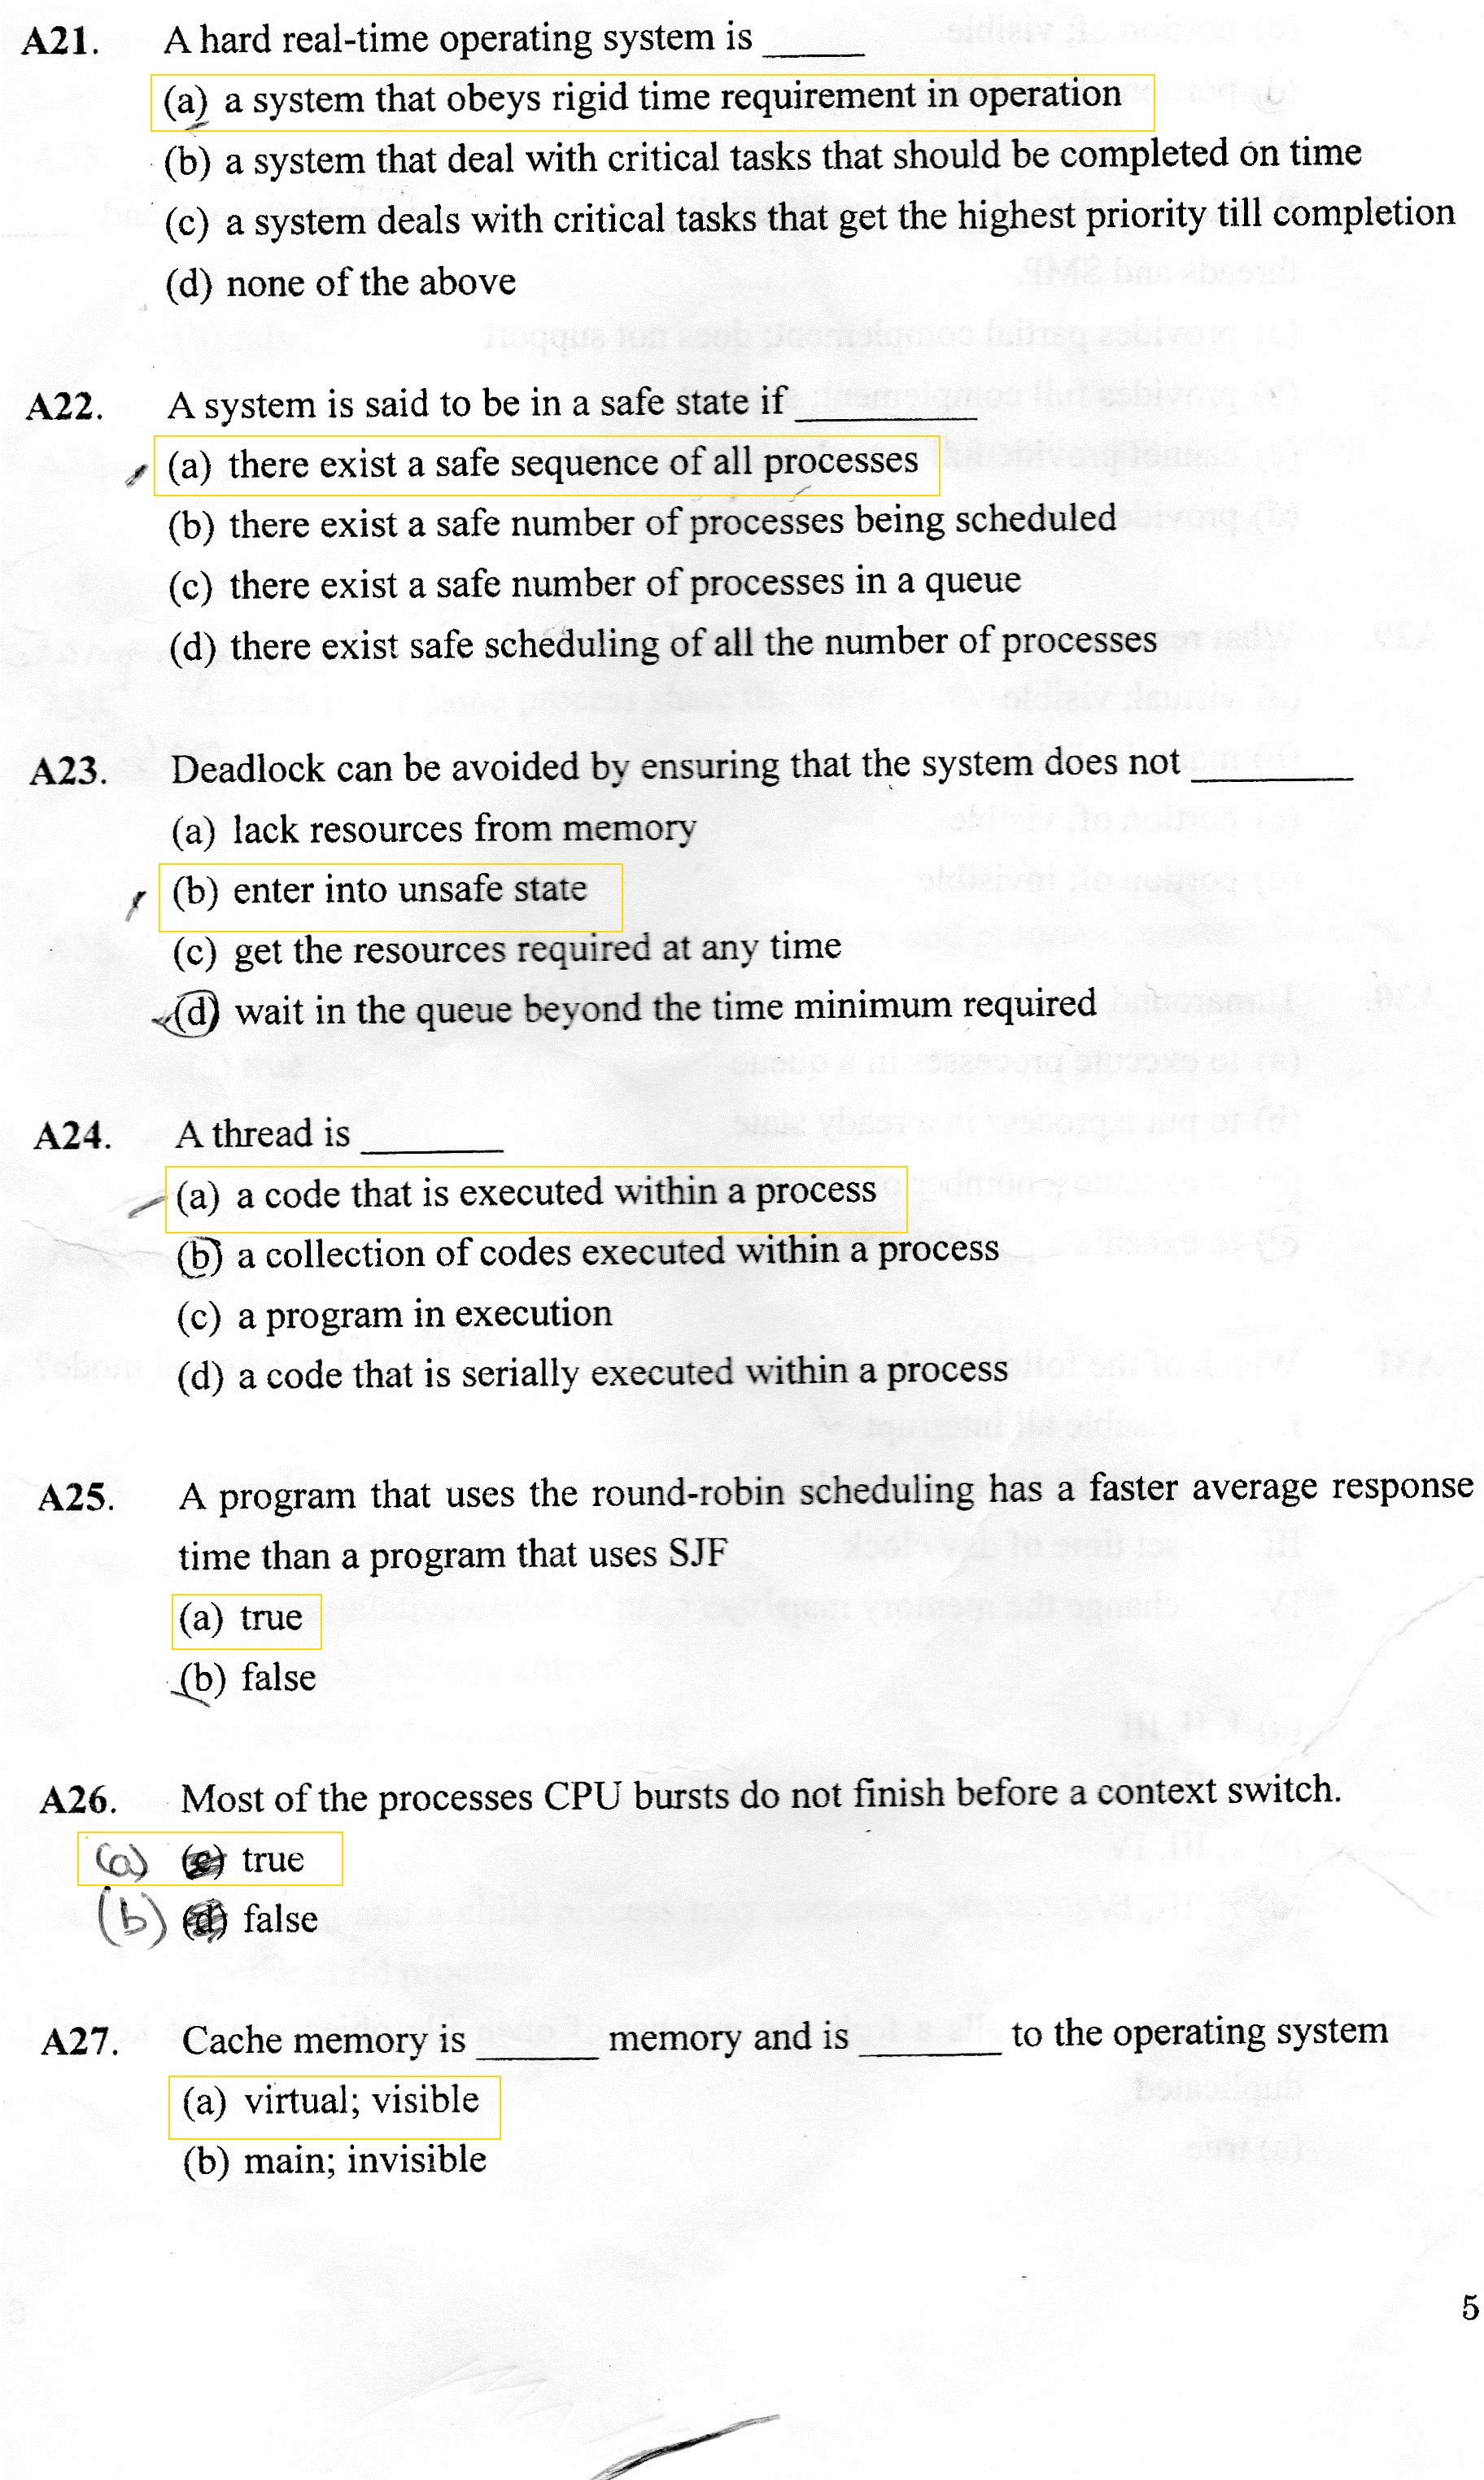 A21. A hard real-time operating system is _____
(a) a system that obeys rigid time requirement in operation
(b) a system that deal with critical tasks that should be completed on time
(c) a system deals with critical tasks that get the highest priority till completion
(d) none of the above
A22. A system is said to be in a safe state if _________
(a) there exist a safe sequence of all processes
(b) there exist a safe number of processes being scheduled
(c) there exist a safe number of processes in a queue
(d) there exist safe scheduling of all the number of processes
A23. Deadlock can be avoided by ensuring that the system does not ________
(a) lack resources from memory
(b) enter into unsafe state
(c) get the resources required at any time
(d) wait in the queue beyond the time minimum required
A24. A thread is _______
(a) a code that is executed within a process
(b) a collection of codes executed within a process
(c) a program in execution
(d) a code that is serially executed within a process
A25. A program that uses the round-robin scheduling has a faster average response
time than a program that uses SJF
(a) true
(b) false
A26. Most of the processes CPU bursts do not finish before a context switch.
(a) (c) true
(b) (d) false
A27. Cache memory is ______ memory and is _______ to the operating system
(a) virtual; visible
(b) main; invisible
5